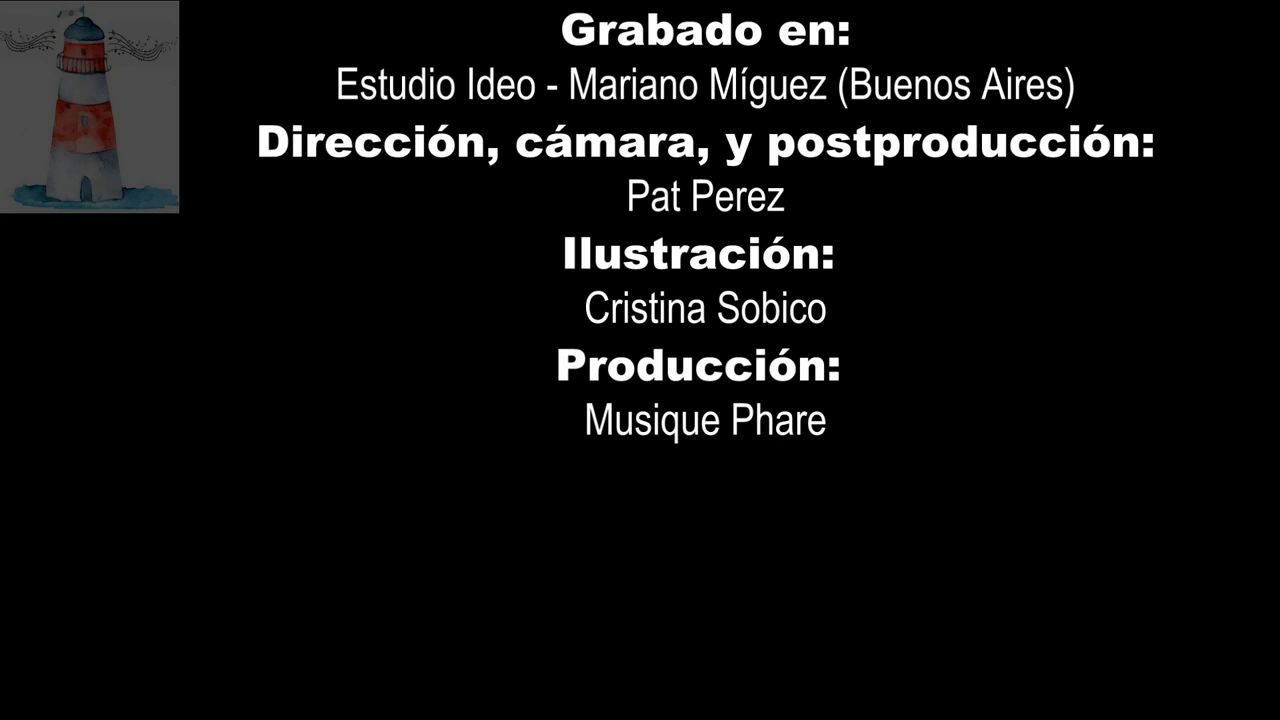 Grabado en:
Estudio Ideo - Mariano Míguez (Buenos Aires)
Dirección, cámara, y postproducción:
Pat Perez
Ilustración:
Cristina Sobico
Producción:
Musique Phare